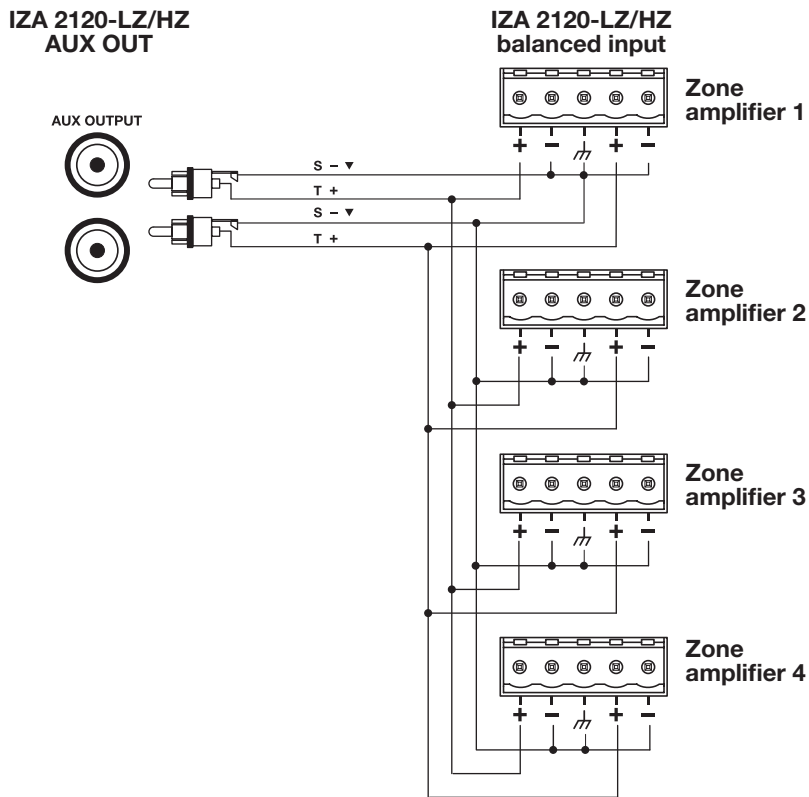 IZA 2120-LZ/HZ
AUX OUT
IZA 2120-LZ/HZ
balanced input
AUX OUTPUT
S – ▼
T +
S – ▼
T +
Zone
amplifier 1
+ – + –
Zone
amplifier 2
+ – + –
Zone
amplifier 3
+ – + –
Zone
amplifier 4
+ – + –